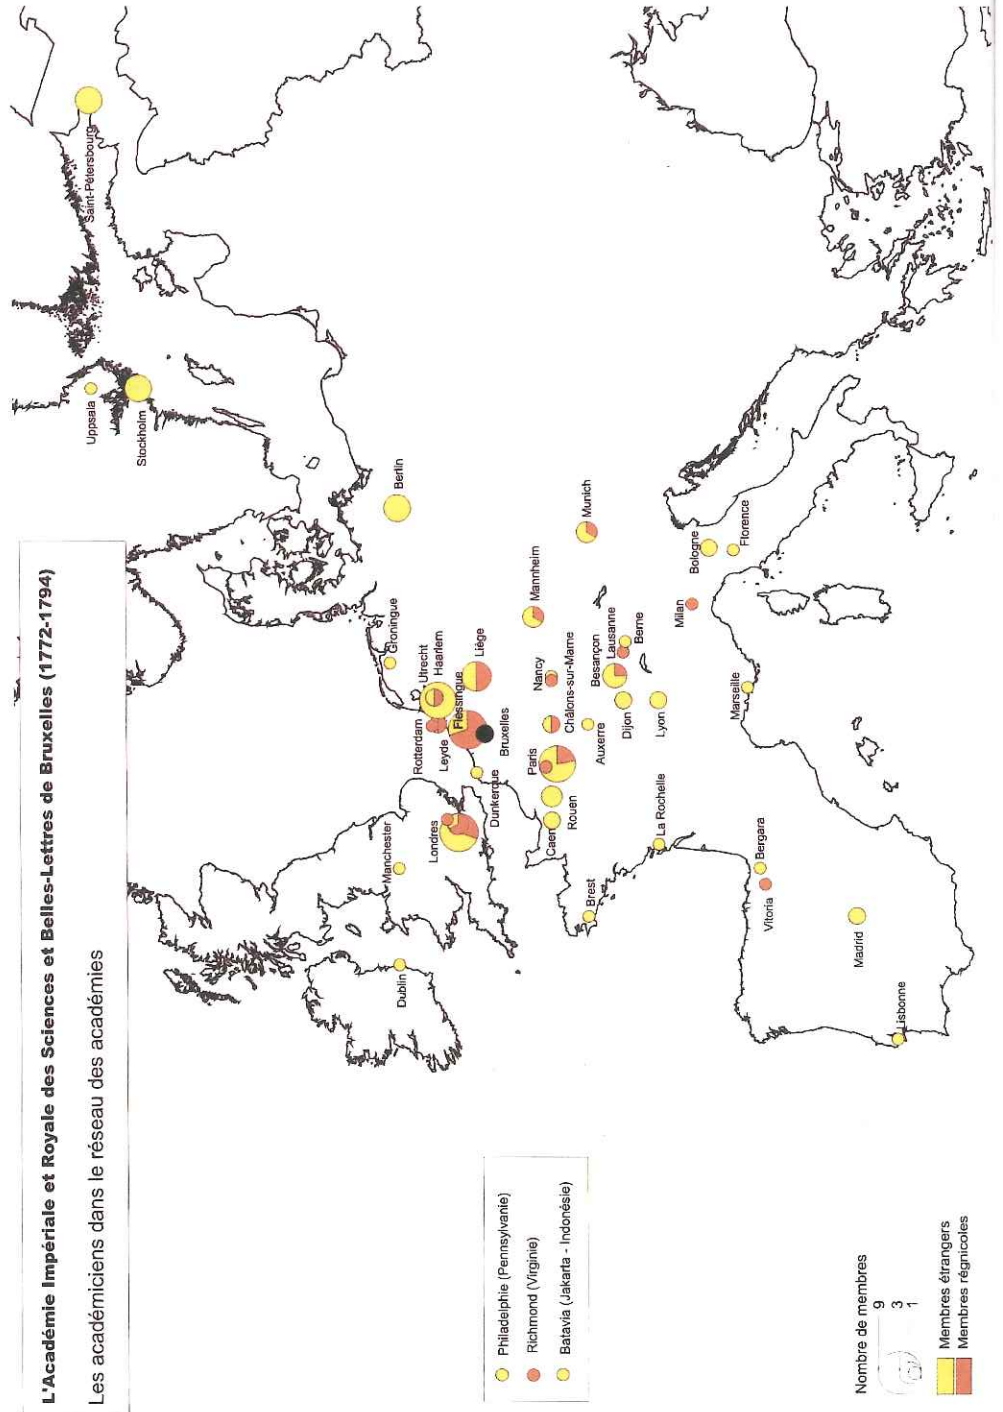 L'Académie Impériale et Royale des Sciences et Belles-Lettres de Bruxelles (1772-1794)
Les académiciens dans le réseau des académies
Saint-Pétersbourg
Uppsala
Stockholm
Berlin
Groningue
Utrecht
Haarlem
Rotterdam
Leyde
Flessingue
Liége
Bruxelles
Dunkerque
Manchester
Londres
Dublin
Munich
Mannheim
Nancy
Châlons-sur-Marne
Paris
Rouen
Caen
Brest
Auxerre
Besançon
Lausanne
Berne
Dijon
Lyon
La Rochelle
Marseille
Milan
Bologne
Florence
Bergara
Vitoria
Madrid
Lisbonne
Philadelphie (Pennsylvanie)
Richmond (Virginie)
Batavia (Jakarta - Indonésie)
Nombre de membres
9
3
1
Membres étrangers
Membres régnicoles